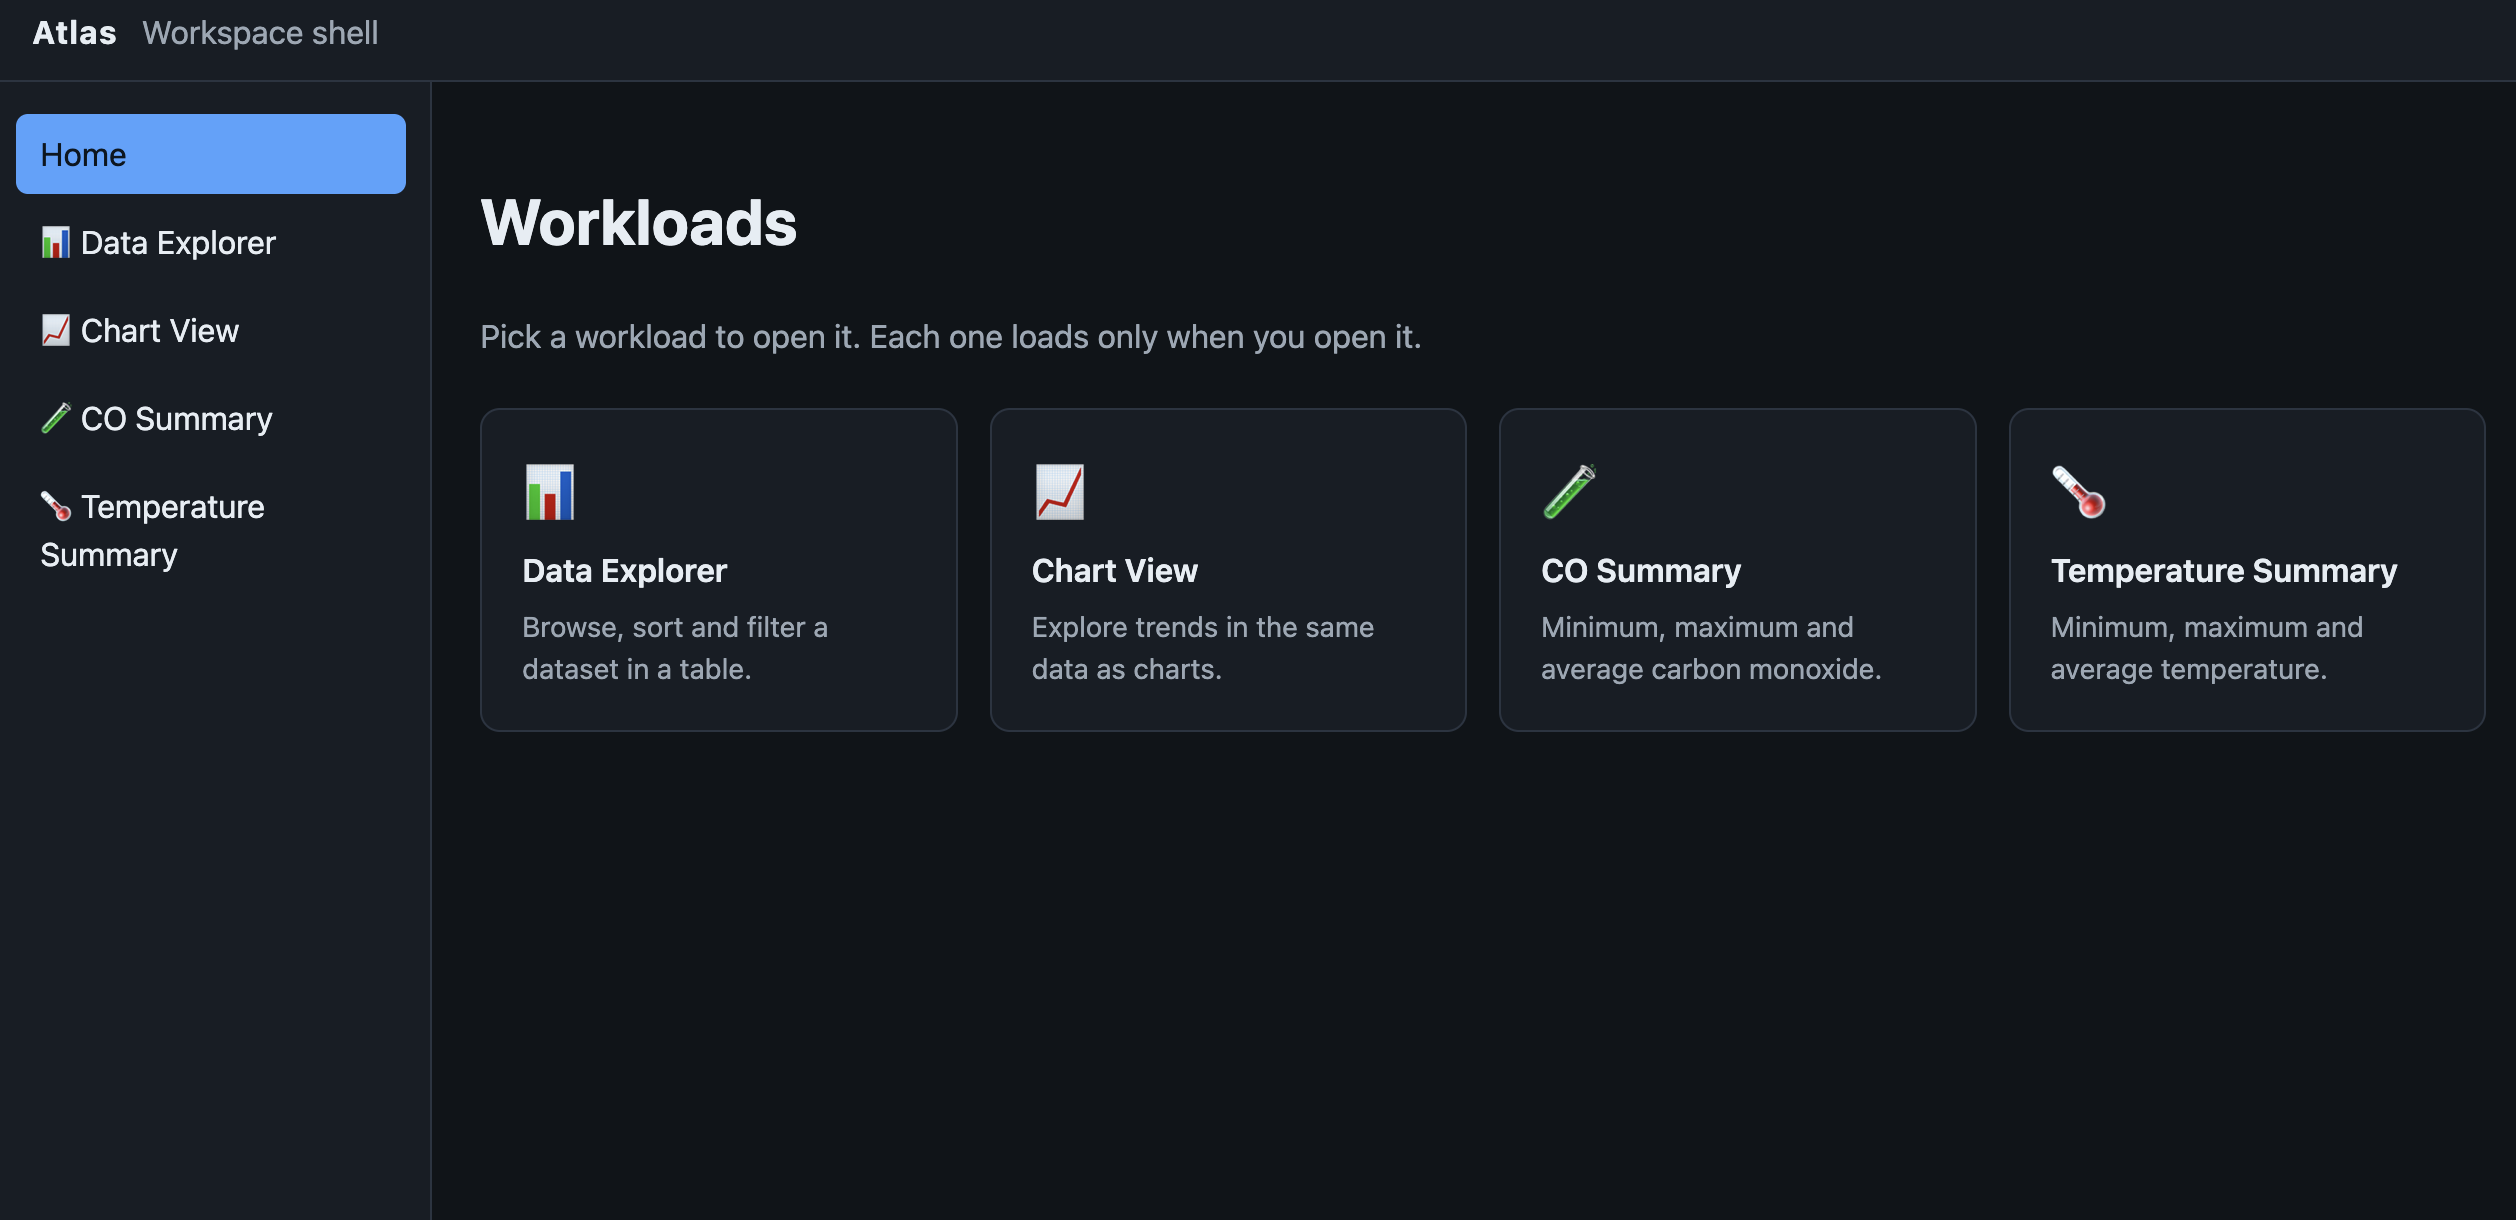 Atlas Workspace shell
Home
Data Explorer
Chart View
CO Summary
Temperature
Summary
Workloads
Pick a workload to open it. Each one loads only when you open it.
Data Explorer
Browse, sort and filter a
dataset in a table.
Chart View
Explore trends in the same
data as charts.
CO Summary
Minimum, maximum and
average carbon monoxide.
Temperature Summary
Minimum, maximum and
average temperature.